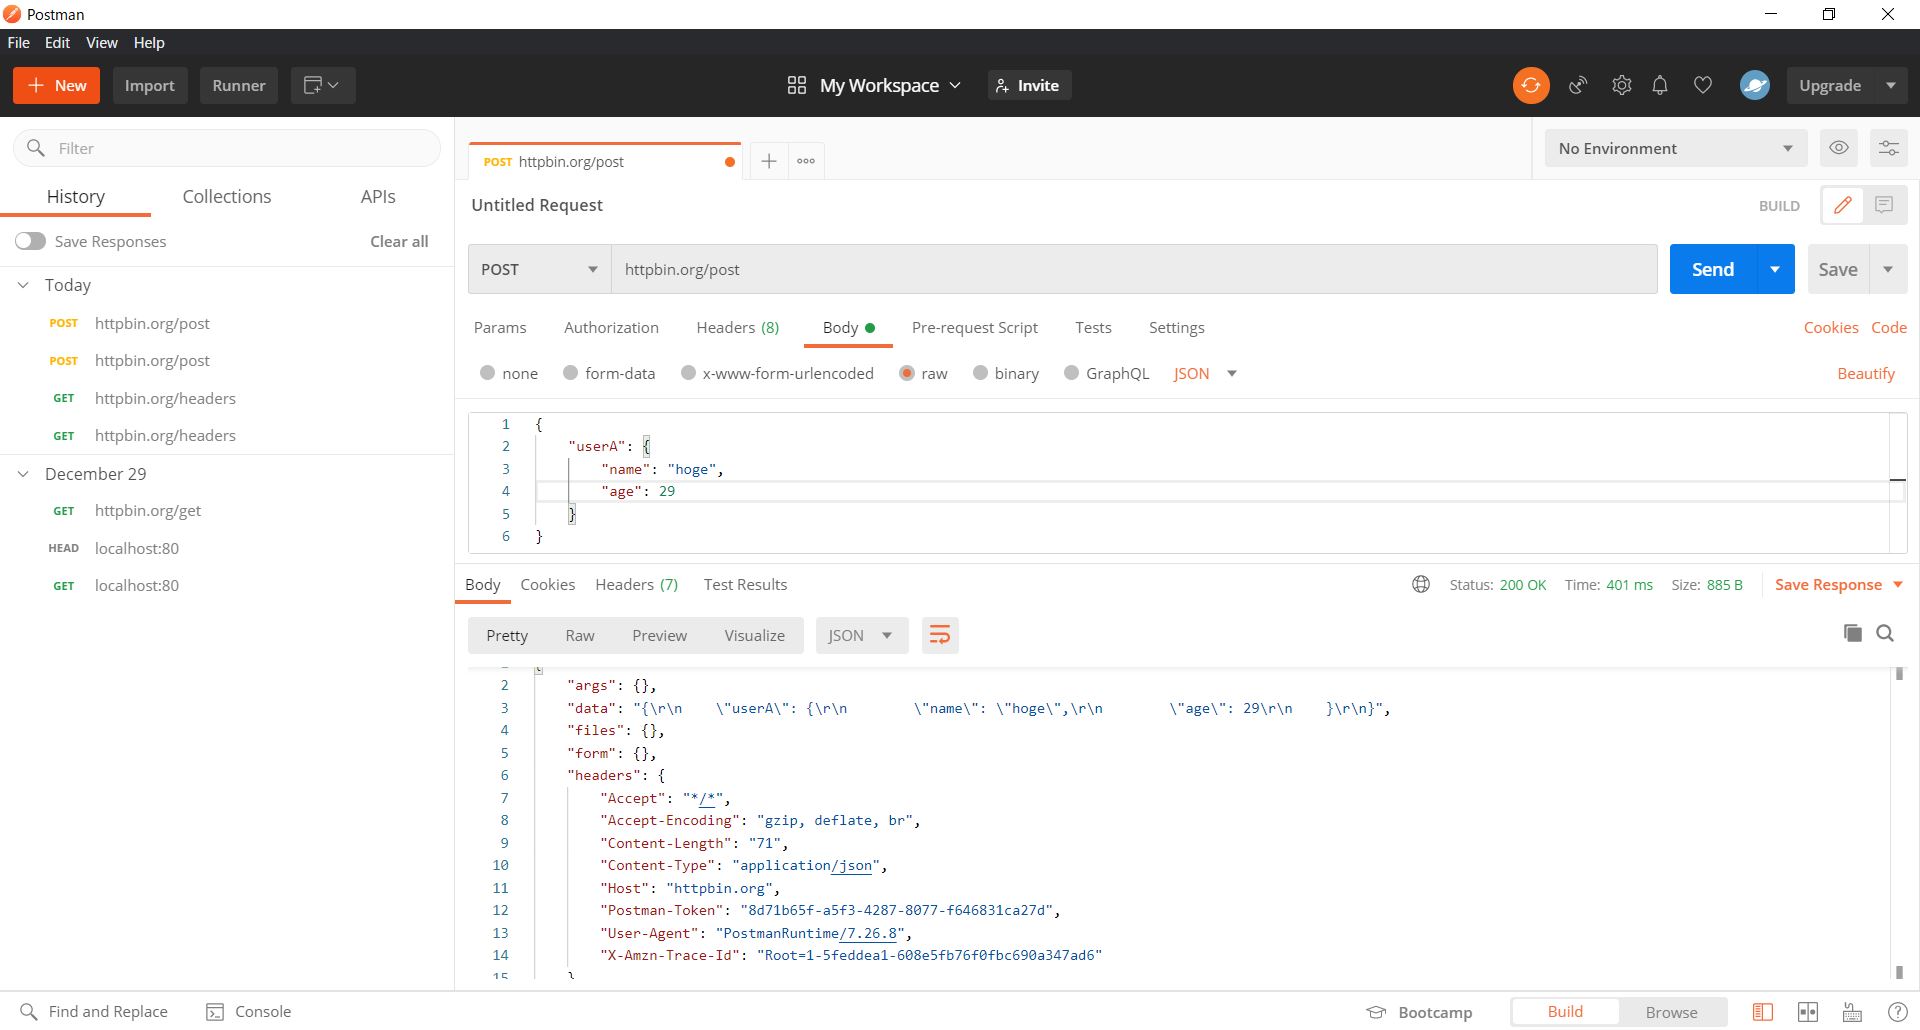 Postman
File Edit View Help
New Import Runner My Workspace Invite Upgrade
Filter
History Collections APIs
Save Responses Clear all
Today
POST httpbin.org/post
POST httpbin.org/post
GET httpbin.org/headers
GET httpbin.org/headers
December 29
GET httpbin.org/get
HEAD localhost:80
GET localhost:80
POST httpbin.org/post
No Environment
Untitled Request
BUILD
POST httpbin.org/post Send Save
Params Authorization Headers (8) Body Pre-request Script Tests Settings Cookies Code
none form-data x-www-form-urlencoded raw binary GraphQL JSON Beautify
1 {
2 "userA": {
3 "name": "hoge",
4 "age": 29
5 }
6 }
Body Cookies Headers (7) Test Results Status: 200 OK Time: 401 ms Size: 885 B Save Response
Pretty Raw Preview Visualize JSON
2 "args": {},
3 "data": "{\r\n    \"userA\": {\r\n        \"name\": \"hoge\",\r\n        \"age\": 29\r\n    }\r\n}",
4 "files": {},
5 "form": {},
6 "headers": {
7 "Accept": "*/*",
8 "Accept-Encoding": "gzip, deflate, br",
9 "Content-Length": "71",
10 "Content-Type": "application/json",
11 "Host": "httpbin.org",
12 "Postman-Token": "8d71b65f-a5f3-4287-8077-f646831ca27d",
13 "User-Agent": "PostmanRuntime/7.26.8",
14 "X-Amzn-Trace-Id": "Root=1-5feddea1-608e5fb76f0fbc690a347ad6"
15 }
Find and Replace Console Bootcamp Build Browse